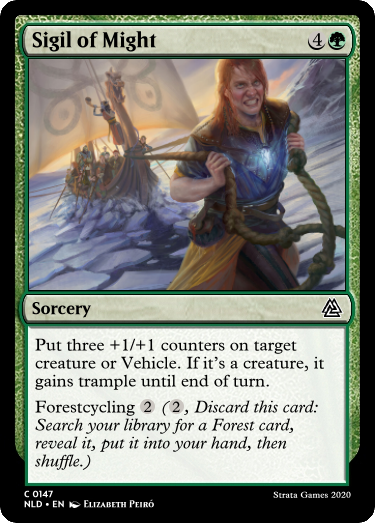 Sigil of Might 4
Sorcery
Put three +1/+1 counters on target
creature or Vehicle. If it's a creature, it
gains trample until end of turn.
Forestcycling 2 (2, Discard this card:
Search your library for a Forest card,
reveal it, put it into your hand, then
shuffle.)
C 0147
NLD • EN Elizabeth Peiró
Strata Games 2020